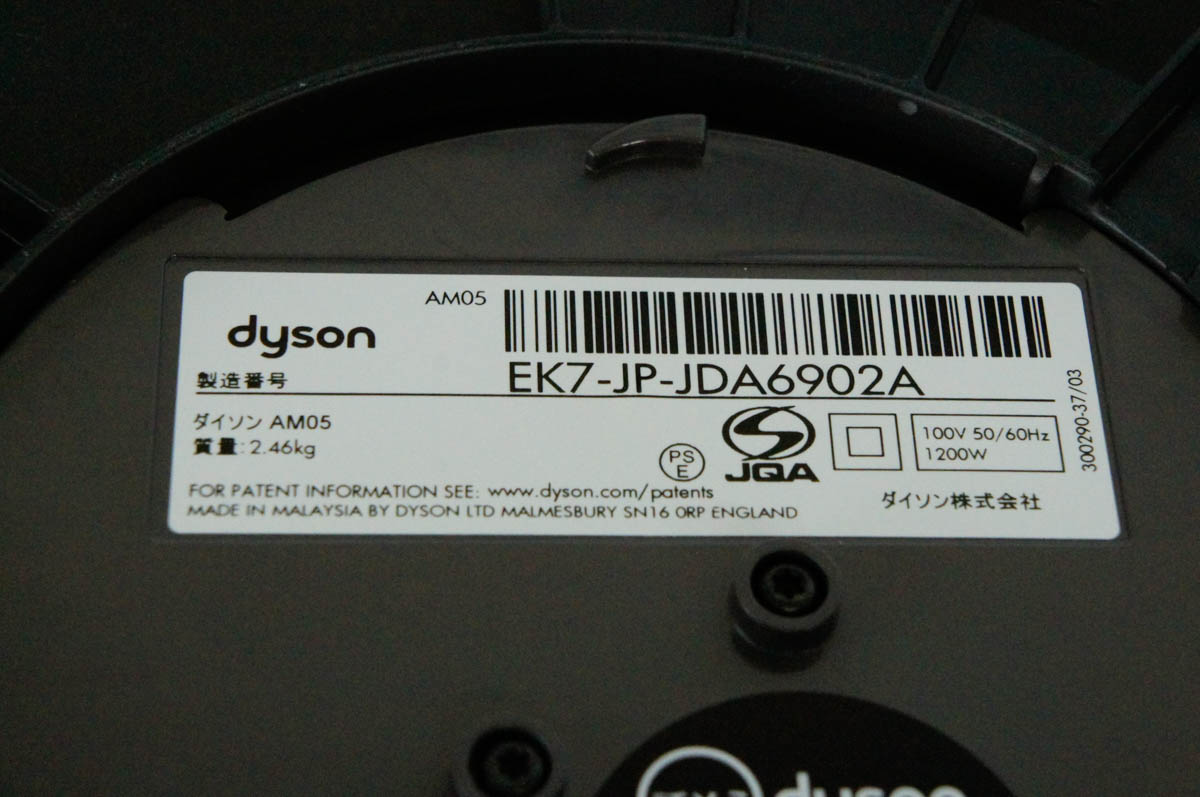 AM05
dyson
製造番号 EK7-JP-JDA6902A
ダイソン AM05
質量: 2.46kg
PS
E
JQA
100V 50/60Hz
1200W
300290-37/03
FOR PATENT INFORMATION SEE: www.dyson.com/patents
MADE IN MALAYSIA BY DYSON LTD MALMESBURY SN16 0RP ENGLAND
ダイソン株式会社
dyson